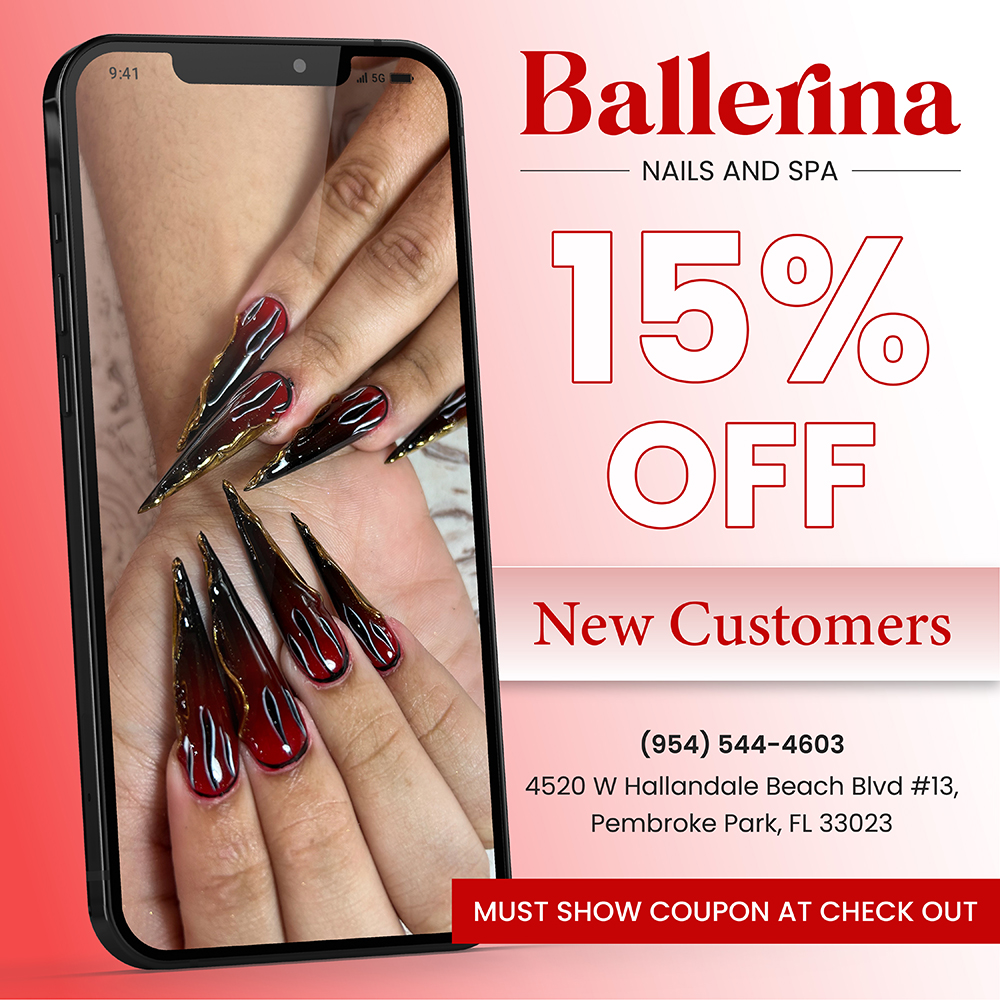 9:41
5G
Ballerina
NAILS AND SPA
15%
OFF
New Customers
(954) 544-4603
4520 W Hallandale Beach Blvd #13,
Pembroke Park, FL 33023
MUST SHOW COUPON AT CHECK OUT